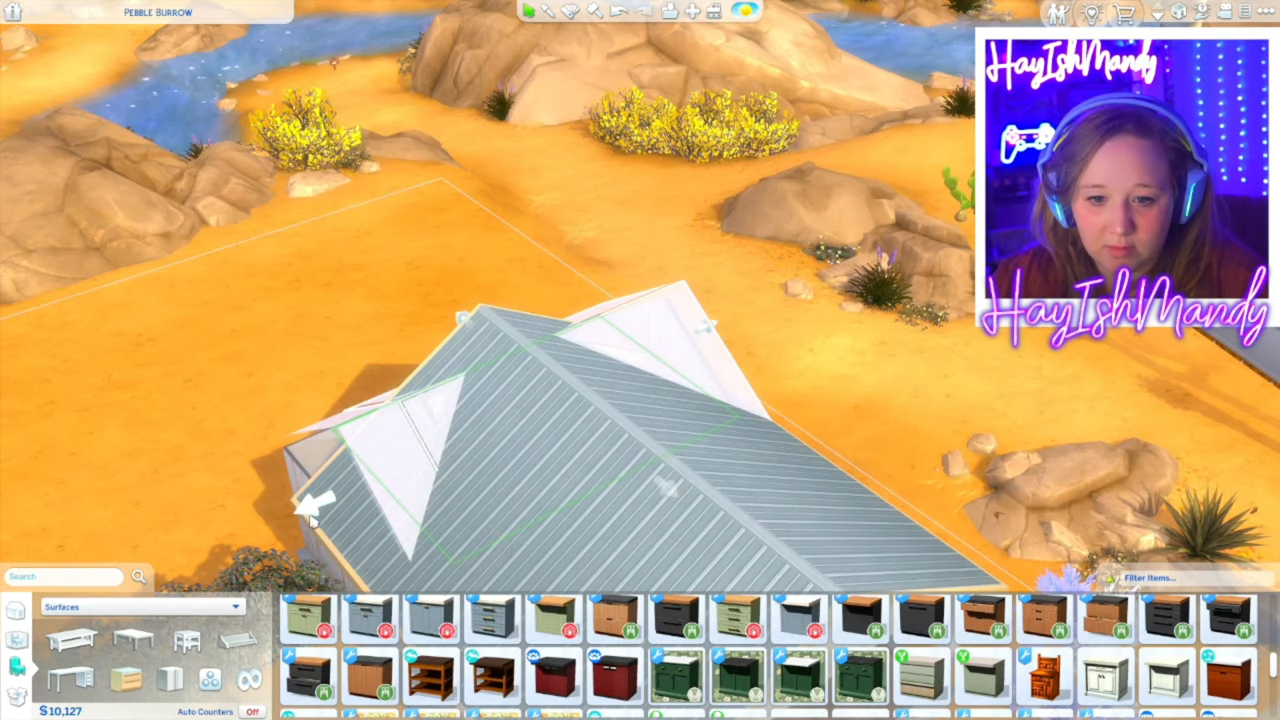 PEBBLE BURROW
HayIshMandy
HayIshMandy
Search
Filter Items...
Surfaces
$10,127
Auto Counters
Off